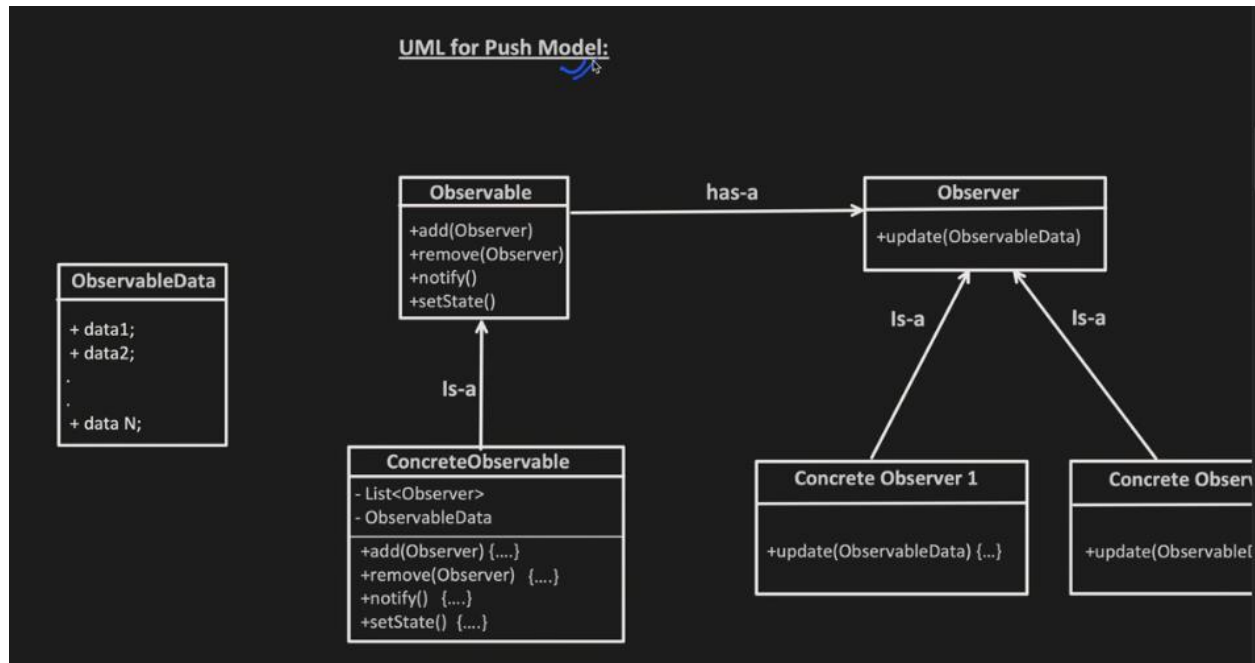 UML for Push Model:
Observable
+add(Observer)
+remove(Observer)
+notify()
+setState()
has-a
Observer
+update(ObservableData)
ObservableData
+ data1;
+ data2;
.
.
+ data N;
Is-a
Is-a
Is-a
ConcreteObservable
- List<Observer>
- ObservableData
+add(Observer) {....}
+remove(Observer) {....}
+notify() {....}
+setState() {....}
Concrete Observer 1
+update(ObservableData) {...}
Concrete